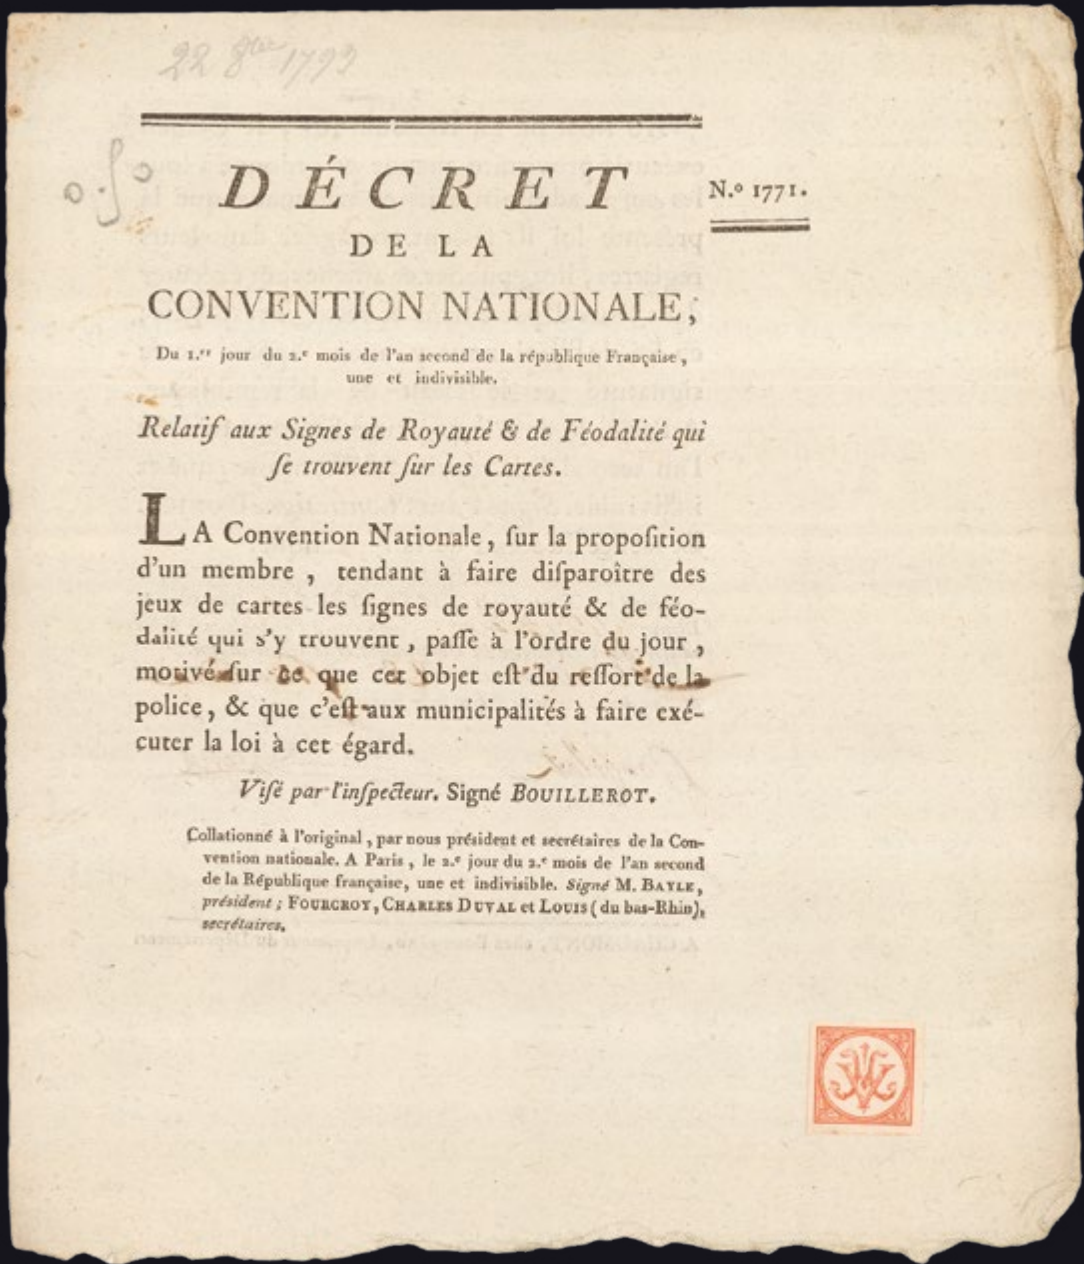 22 8bre 1793
DÉCRET
N.º 1771.
DE LA
CONVENTION NATIONALE,
Du 1.er jour du 2.e mois de l'an second de la république Française,
une et indivisible.
Relatif aux Signes de Royauté & de Féodalité qui
ſe trouvent ſur les Cartes.
LA Convention Nationale, ſur la propoſition
d'un membre, tendant à faire diſparoître des
jeux de cartes les ſignes de royauté & de féo-
dalité qui s'y trouvent, paſſe à l'ordre du jour,
motivé ſur ce que cet objet eſt du reſſort de la
police, & que c'eſt aux municipalités à faire exé-
cuter la loi à cet égard.
Viſé par l'inſpecteur. Signé BOUILLEROT.
Collationné à l'original, par nous président et secrétaires de la Con-
vention nationale. A Paris, le 2.e jour du 2.e mois de l'an second
de la République française, une et indivisible. Signé M. BAYLE,
président; FOURCROY, CHARLES DUVAL et LOUIS (du bas-Rhin),
secrétaires.